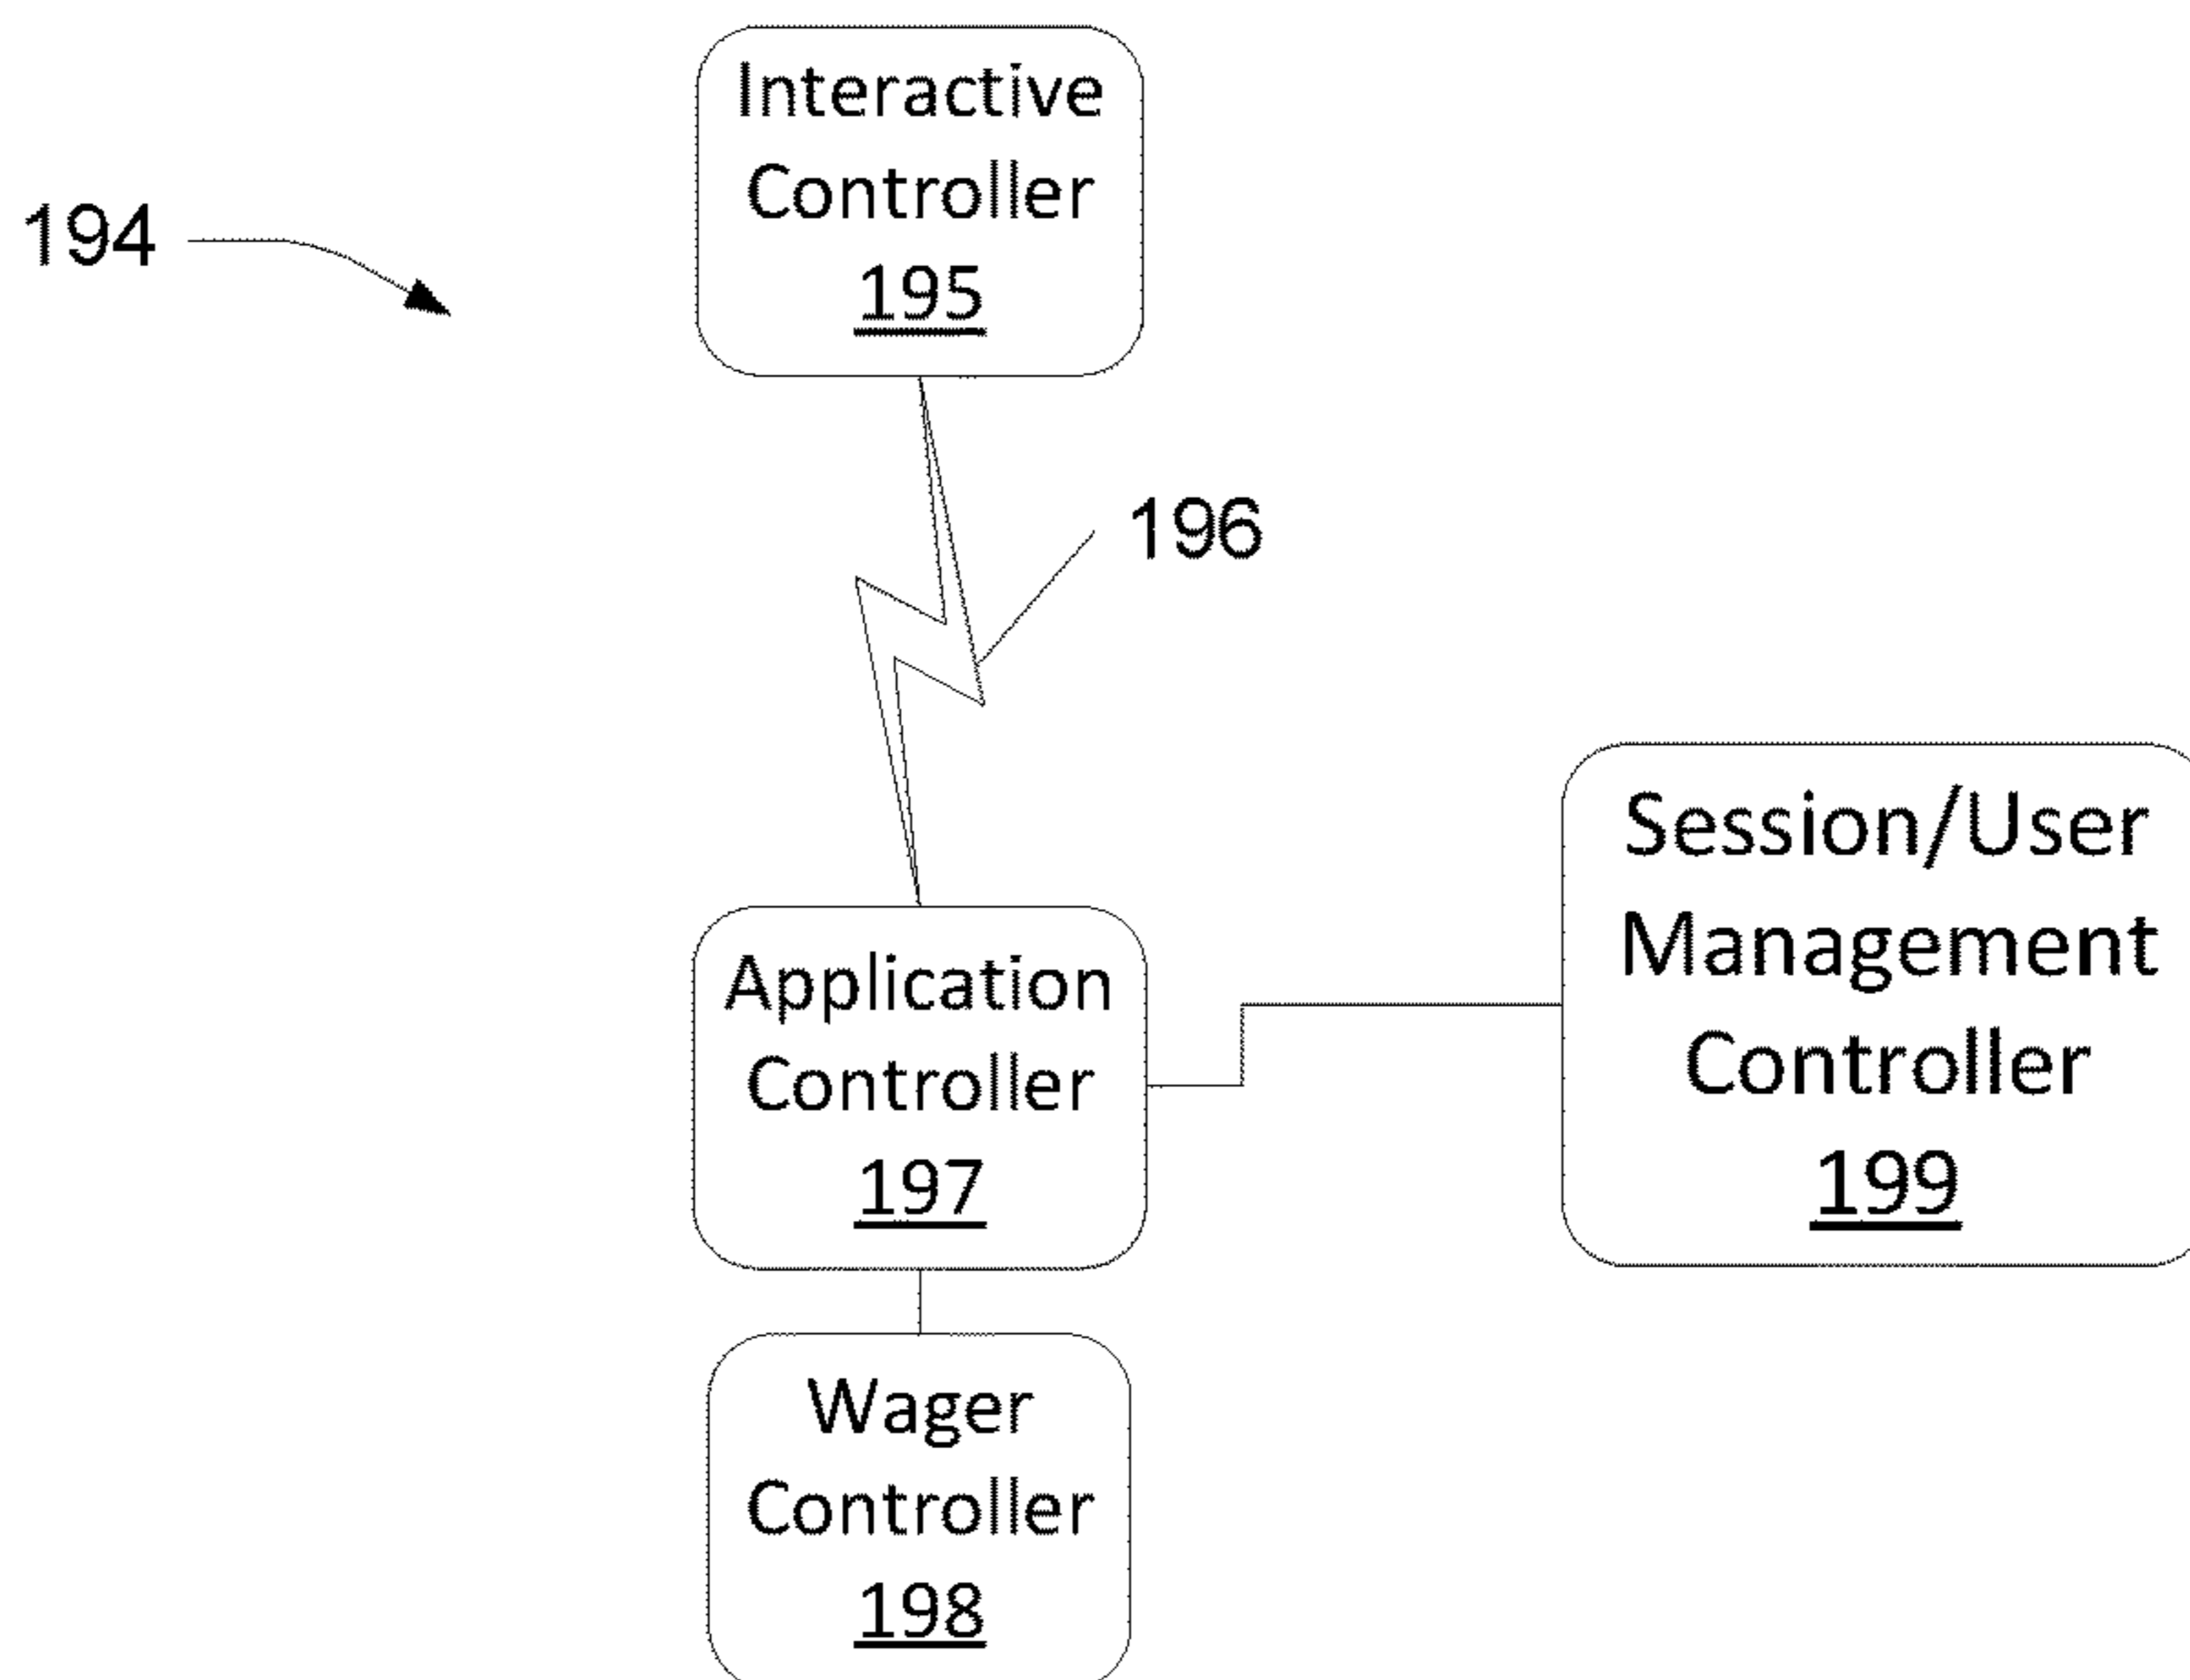 Interactive
Controller
195
194
196
Application
Controller
197
Session/User
Management
Controller
199
Wager
Controller
198